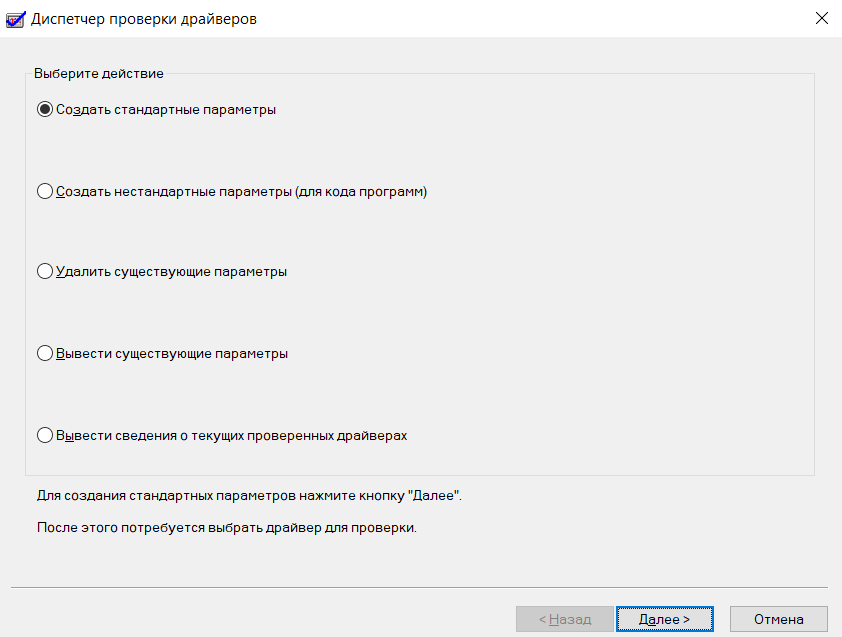 Диспетчер проверки драйверов
Выберите действие
Создать стандартные параметры
Создать нестандартные параметры (для кода программ)
Удалить существующие параметры
Вывести существующие параметры
Вывести сведения о текущих проверенных драйверах
Для создания стандартных параметров нажмите кнопку "Далее".
После этого потребуется выбрать драйвер для проверки.
< Назад Далее > Отмена